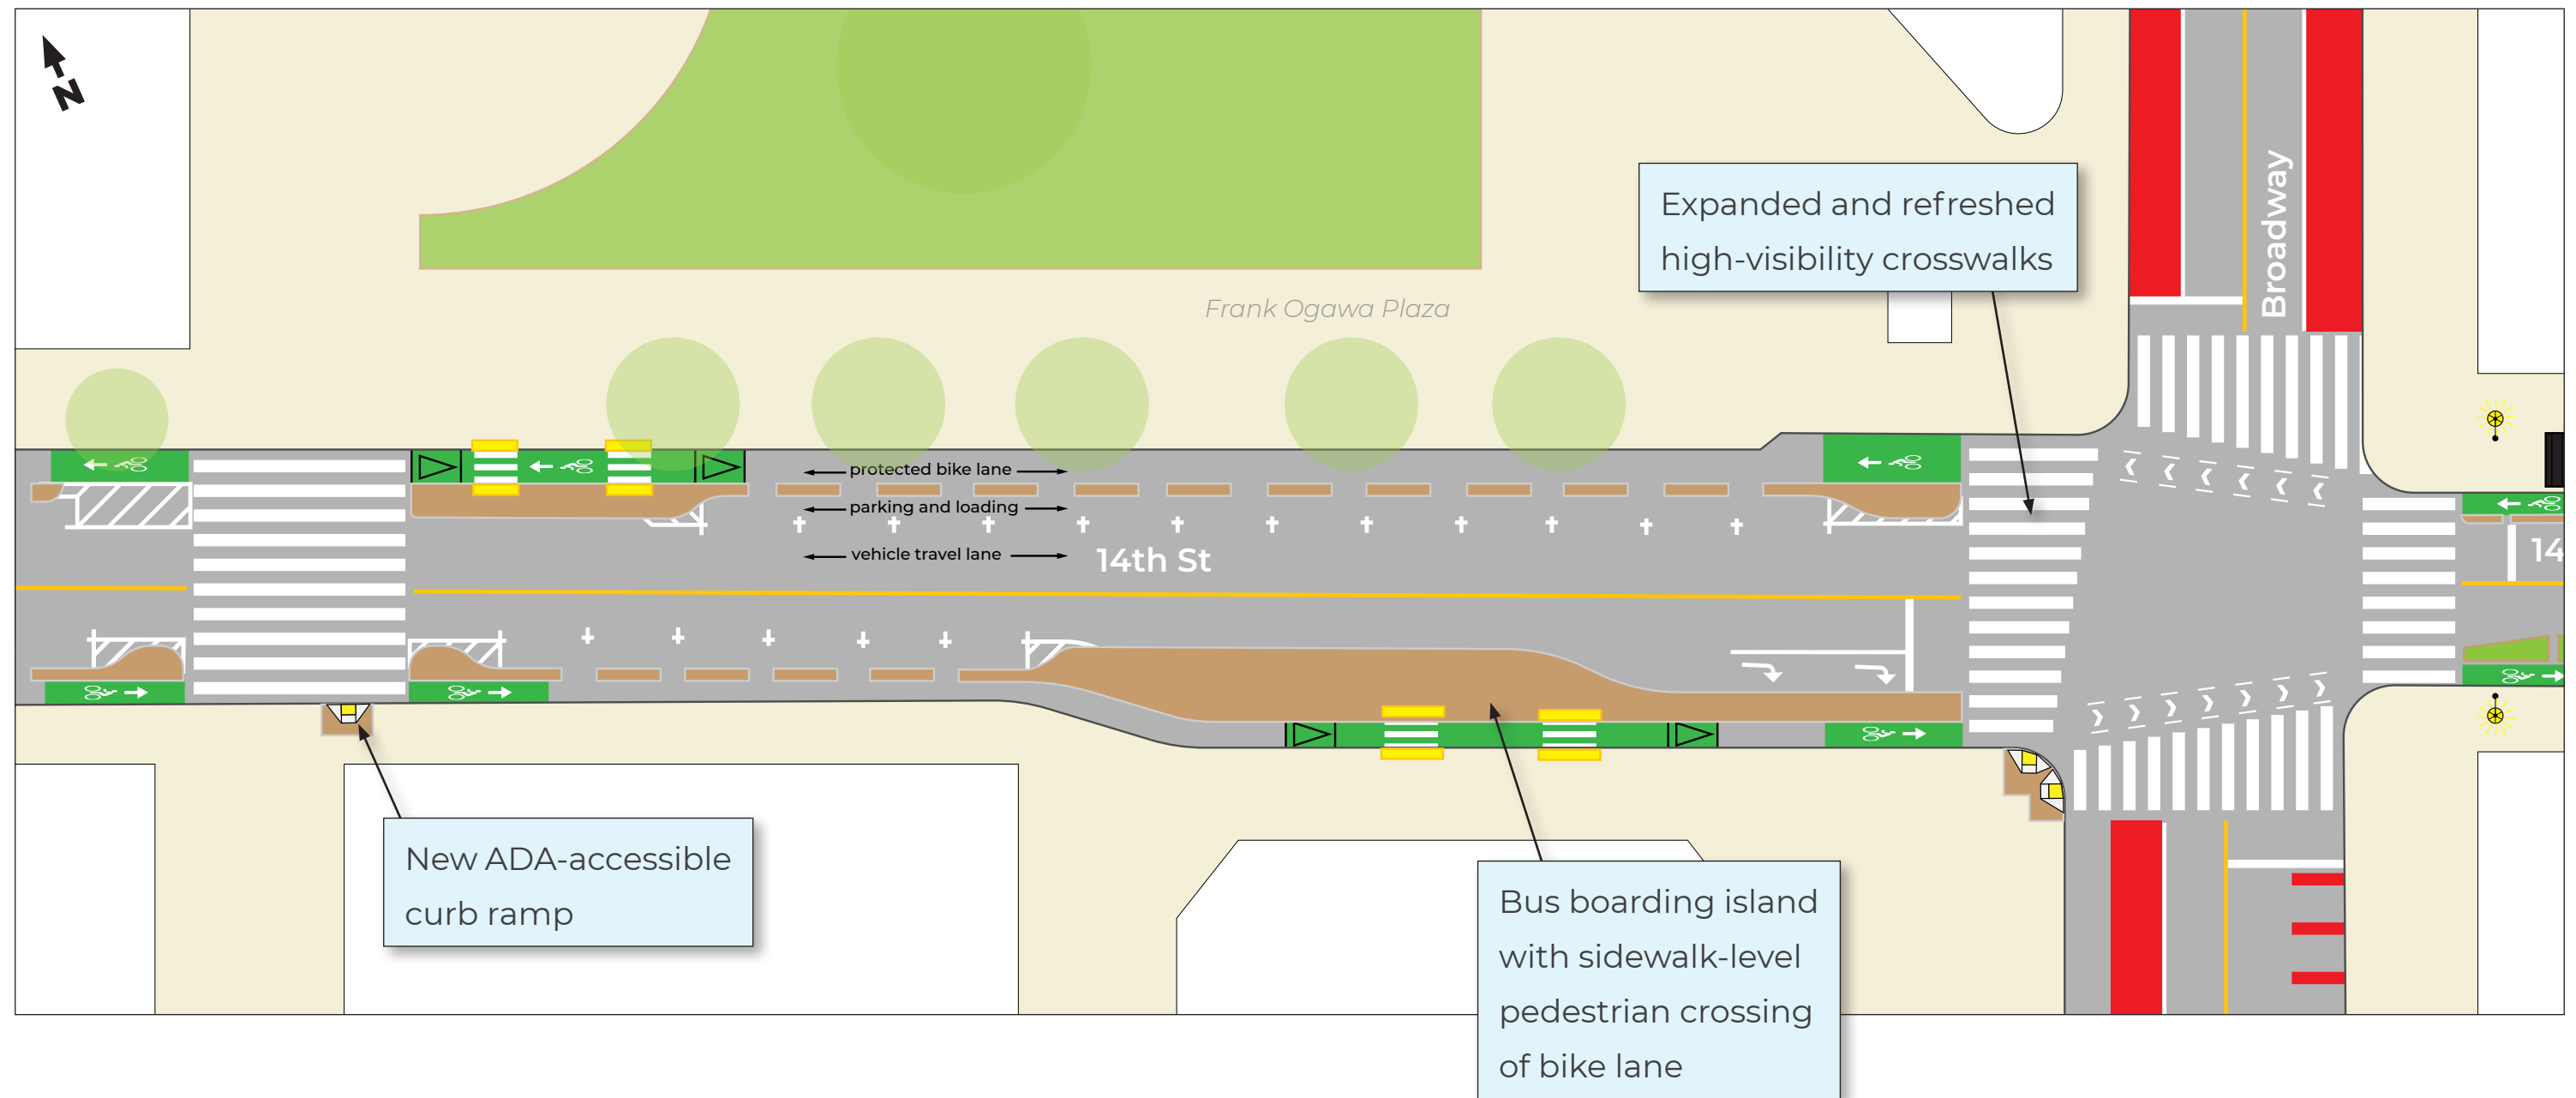 N
Expanded and refreshed
high-visibility crosswalks
Broadway
Frank Ogawa Plaza
protected bike lane
parking and loading
vehicle travel lane
14th St
14
New ADA-accessible
curb ramp
Bus boarding island
with sidewalk-level
pedestrian crossing
of bike lane